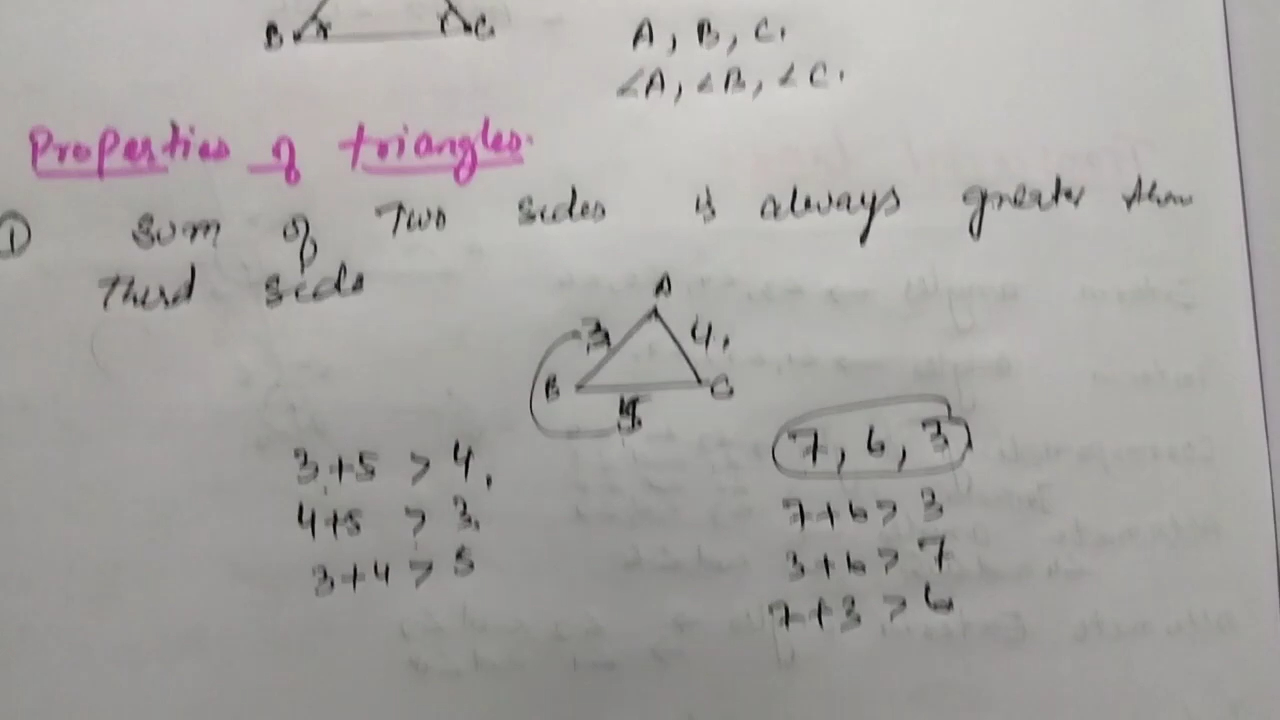 B C
A, B, C.
∠A, ∠B, ∠C.
Properties of triangles.
① Sum of Two sides is always greater than
Third side
A
3 4.
B C
5
3+5 > 4.
4+5 > 3.
3+4 > 5
7, 6, 3
7+6 > 3
3+6 > 7
7+3 > 6